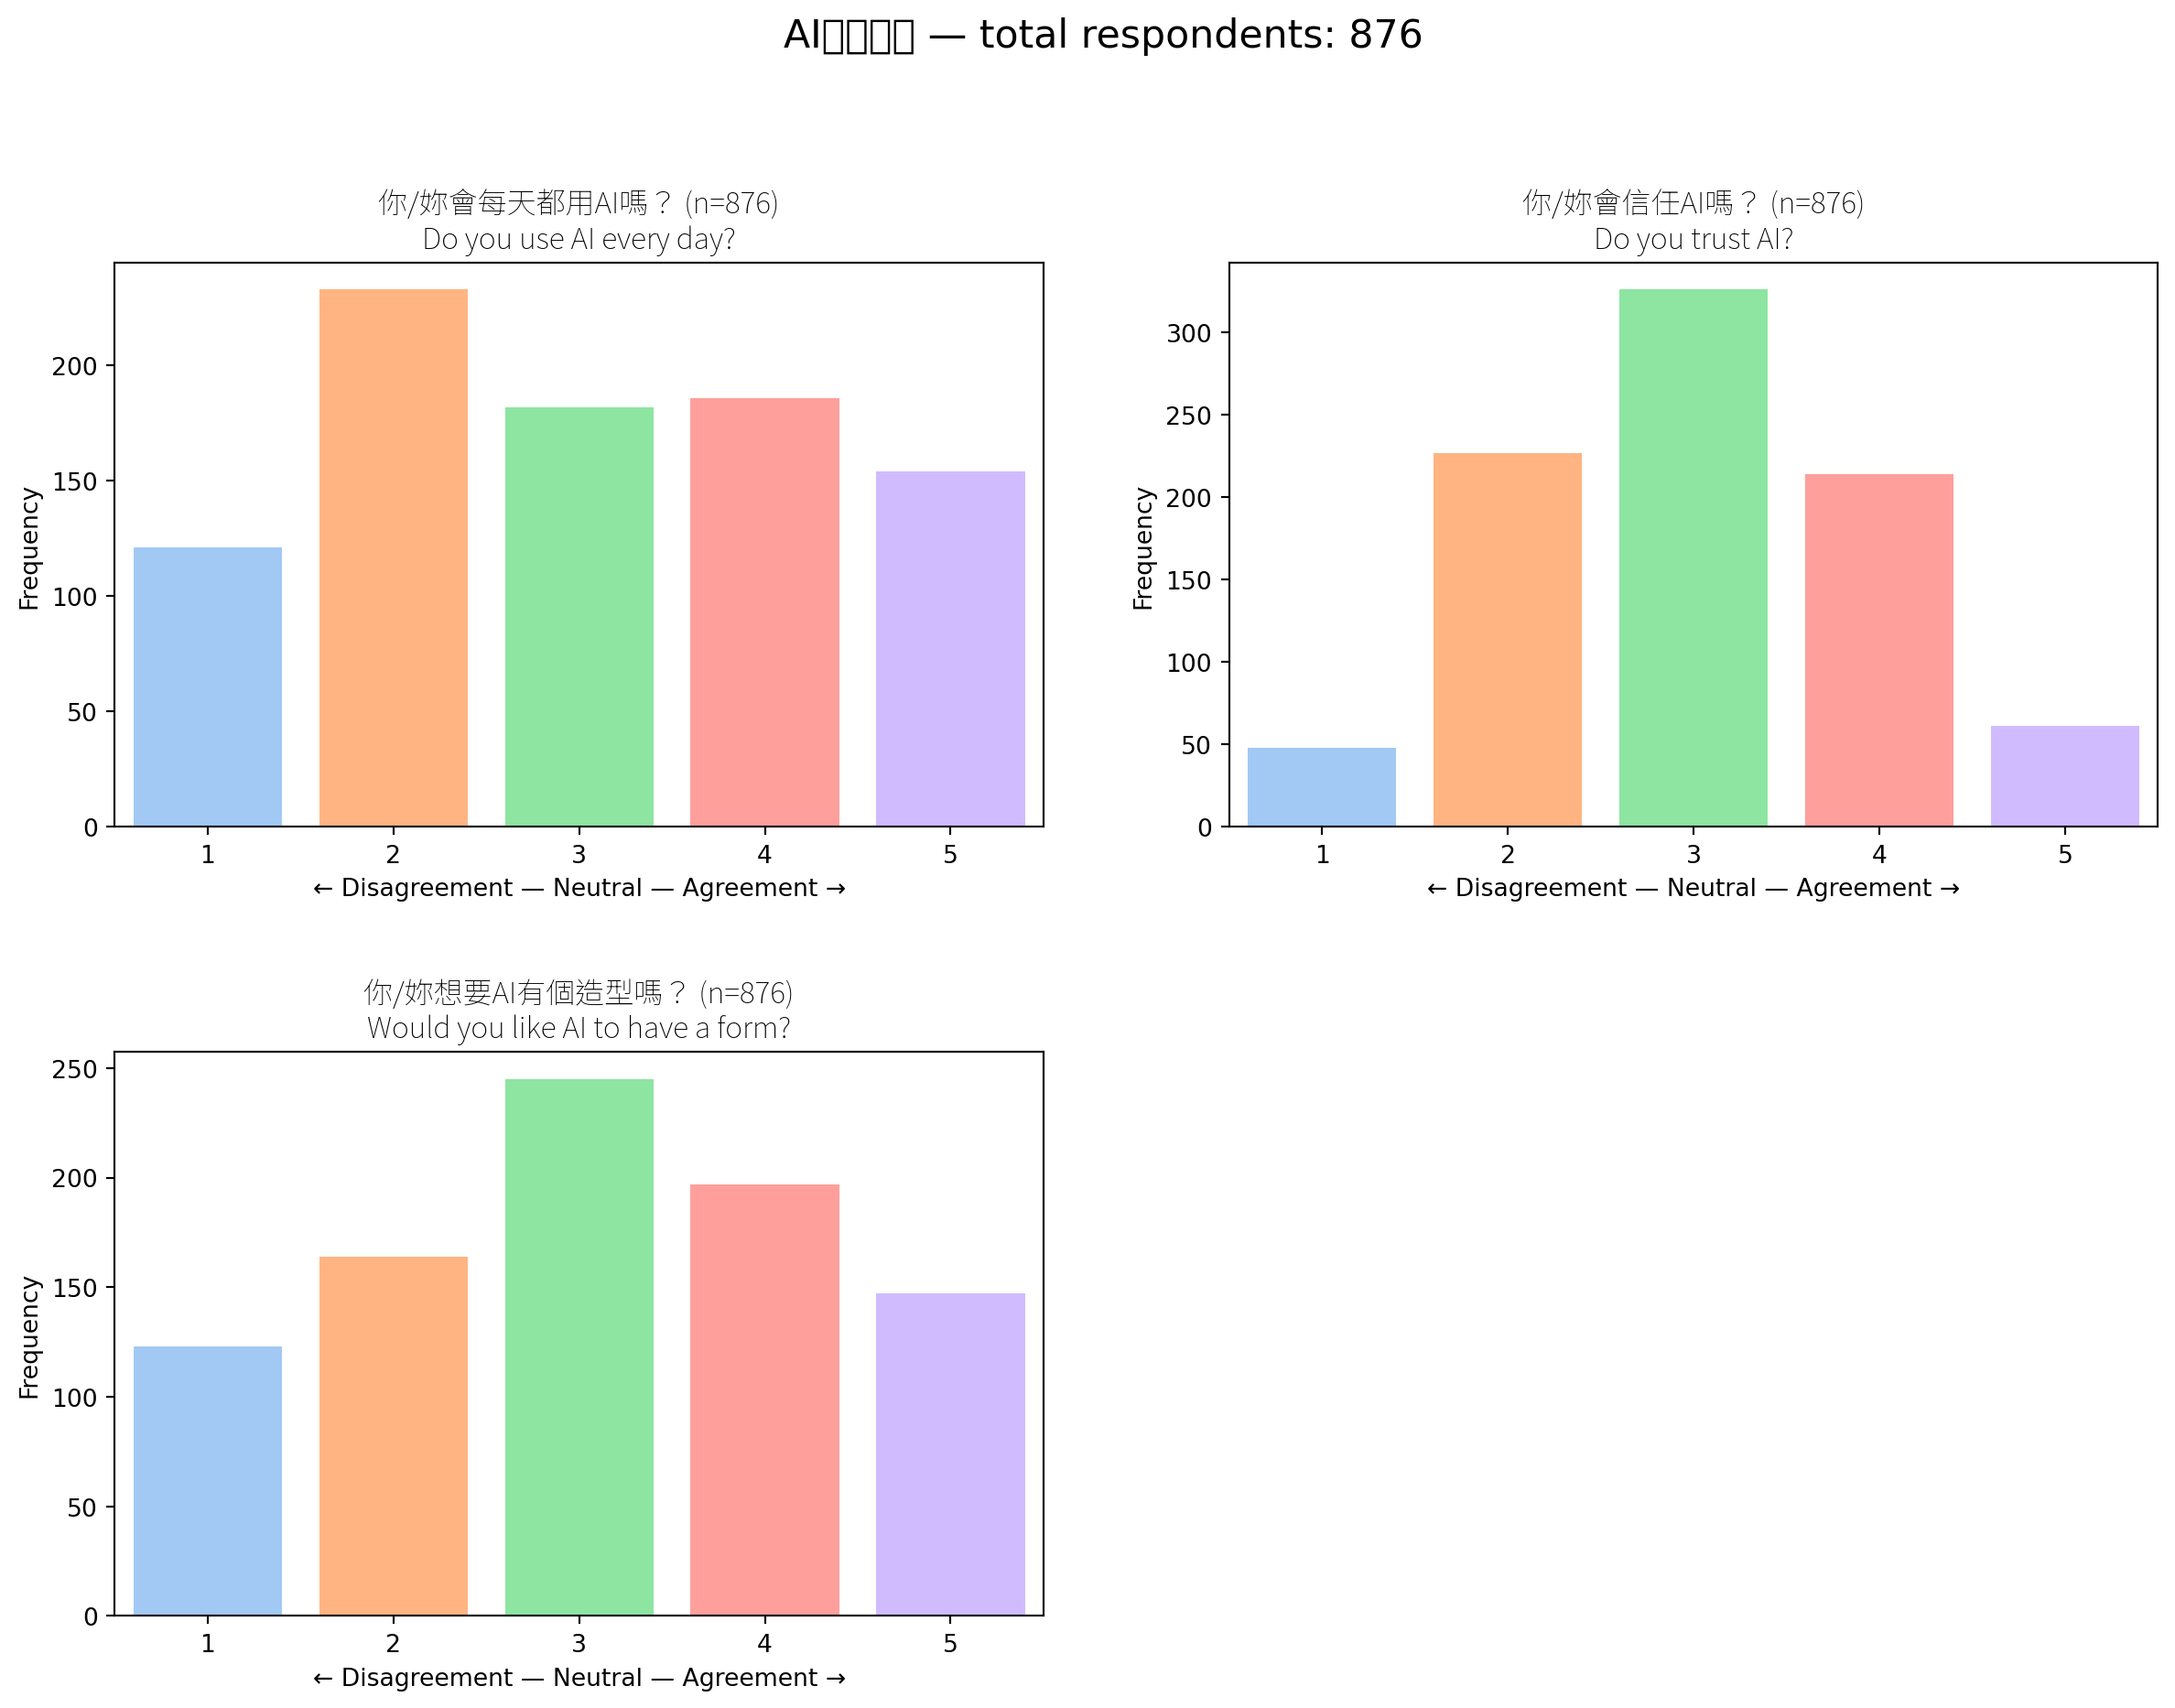 AI□□□□ — total respondents: 876
你/妳會每天都用AI嗎？ (n=876)
Do you use AI every day?
Frequency
200
150
100
50
0
1 2 3 4 5
← Disagreement — Neutral — Agreement →
你/妳會信任AI嗎？ (n=876)
Do you trust AI?
Frequency
300
250
200
150
100
50
0
1 2 3 4 5
← Disagreement — Neutral — Agreement →
你/妳想要AI有個造型嗎？ (n=876)
Would you like AI to have a form?
Frequency
250
200
150
100
50
0
1 2 3 4 5
← Disagreement — Neutral — Agreement →